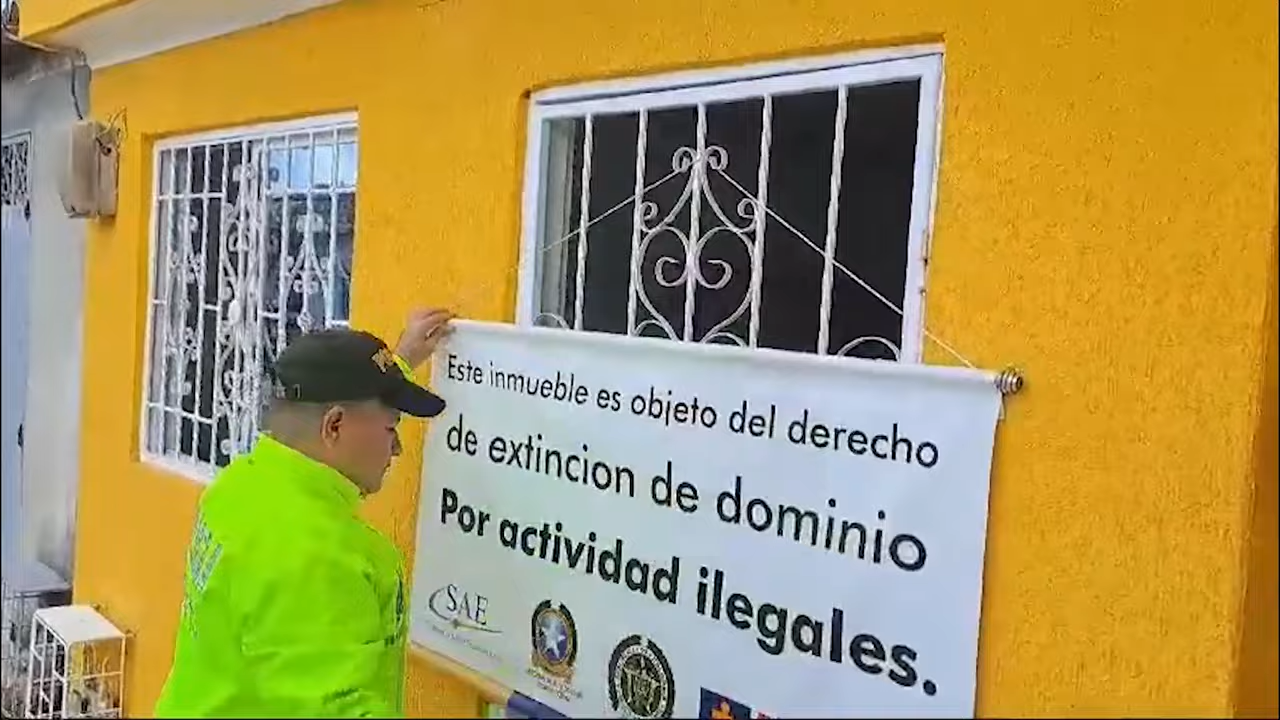 Este inmueble es objeto del derecho
de extincion de dominio
Por actividad ilegales.
SAE